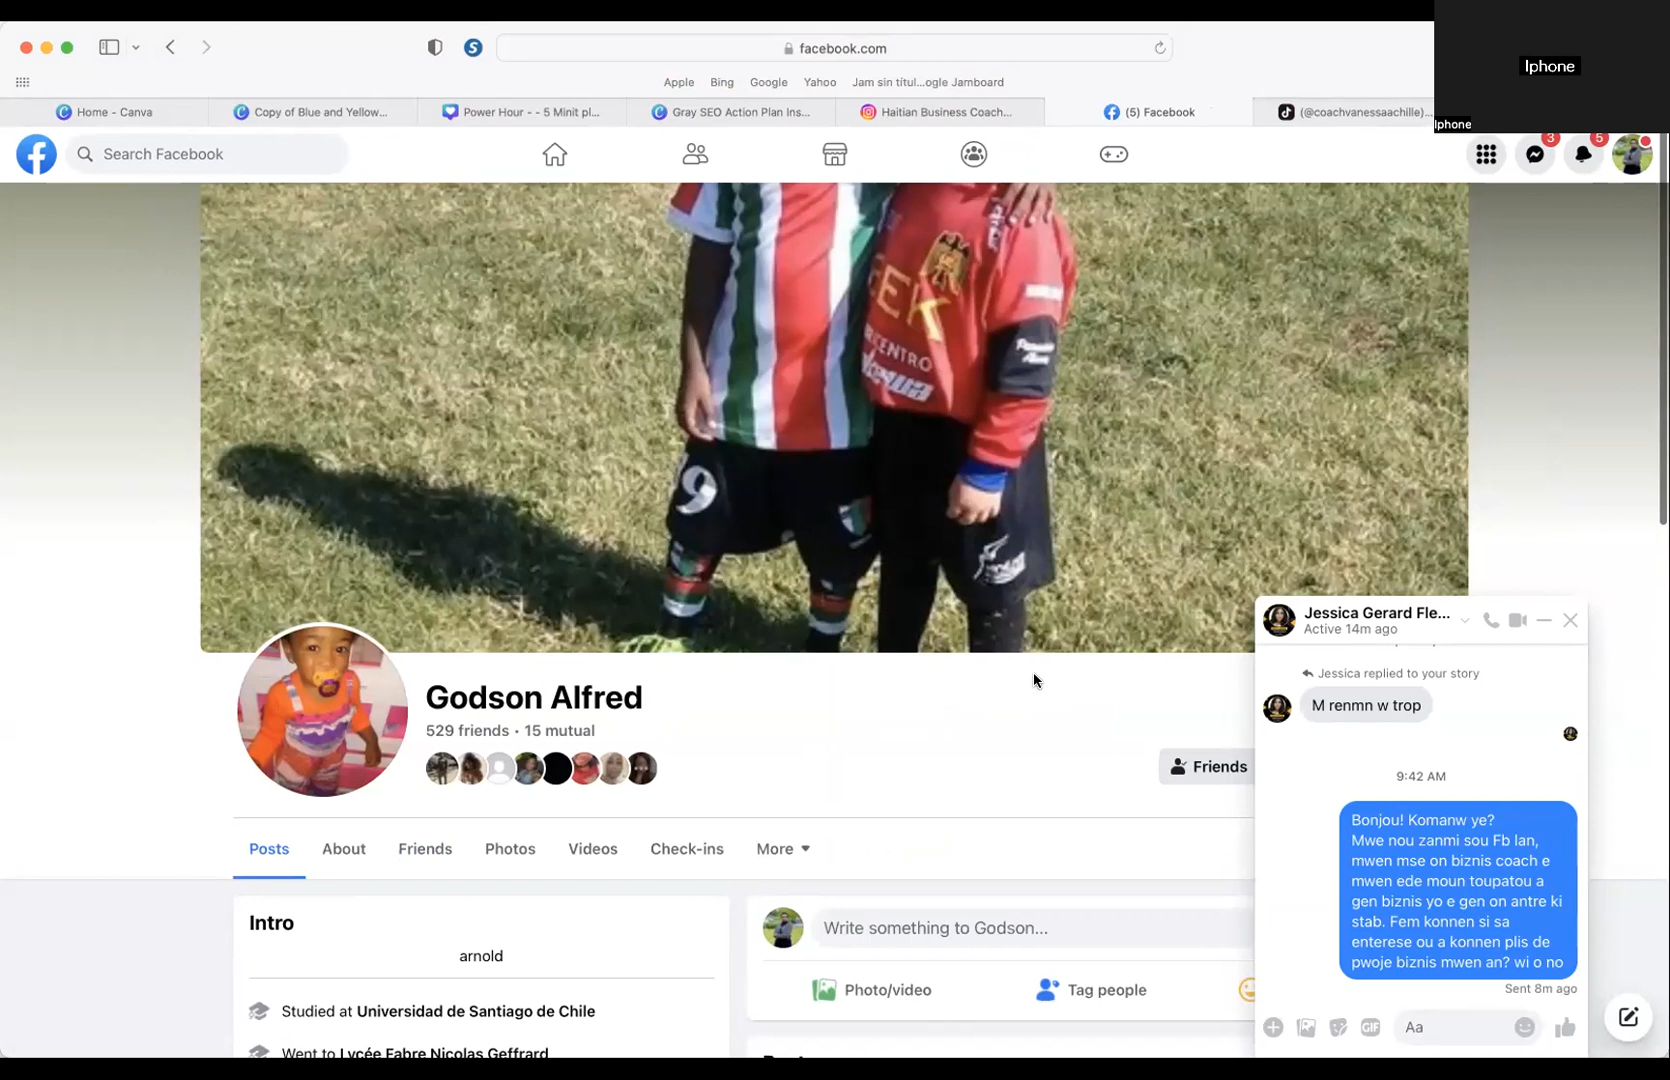 Iphone
Iphone
facebook.com
Apple Bing Google Yahoo Jam sin títul...ogle Jamboard
Home - Canva
Copy of Blue and Yellow...
Power Hour - - 5 Minit pl...
Gray SEO Action Plan Ins...
Haitian Business Coach...
(5) Facebook
(@coachvanessaachille)...
Search Facebook
3
5
EEK
9
Godson Alfred
529 friends • 15 mutual
Friends
Posts
About
Friends
Photos
Videos
Check-ins
More
Intro
arnold
Studied at Universidad de Santiago de Chile
Went to Lycée Fabre Nicolas Geffrard
Write something to Godson...
Photo/video
Tag people
Jessica Gerard Fle...
Active 14m ago
Jessica replied to your story
M renmn w trop
9:42 AM
Bonjou! Komanw ye?
Mwe nou zanmi sou Fb lan,
mwen mse on biznis coach e
mwen ede moun toupatou a
gen biznis yo e gen on antre ki
stab. Fem konnen si sa
enterese ou a konnen plis de
pwoje biznis mwen an? wi o no
Sent 8m ago
GIF
Aa